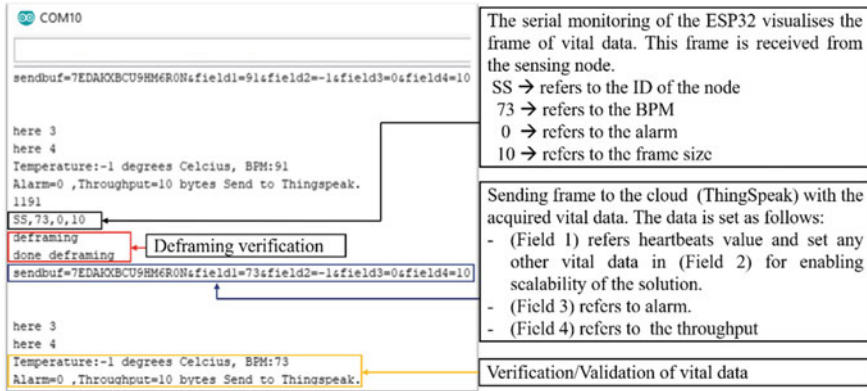 COM10
sendbuf=7EDAKXBCU9HM6R0N&field1=91&field2=-1&field3=0&field4=10
here 3
here 4
Temperature:-1 degrees Celcius, BPM:91
Alarm=0 ,Throughput=10 bytes Send to Thingspeak.
1191
SS,73,0,10
deframing
done deframing
Deframing verification
sendbuf=7EDAKXBCU9HM6R0N&field1=73&field2=-1&field3=0&field4=10
here 3
here 4
Temperature:-1 degrees Celcius, BPM:73
Alarm=0 ,Throughput=10 bytes Send to Thingspeak.
The serial monitoring of the ESP32 visualises the
frame of vital data. This frame is received from
the sensing node.
SS → refers to the ID of the node
73 → refers to the BPM
0 → refers to the alarm
10 → refers to the frame size
Sending frame to the cloud (ThingSpeak) with the
acquired vital data. The data is set as follows:
- (Field 1) refers heartbeats value and set any
other vital data in (Field 2) for enabling
scalability of the solution.
- (Field 3) refers to alarm.
- (Field 4) refers to the throughput
Verification/Validation of vital data